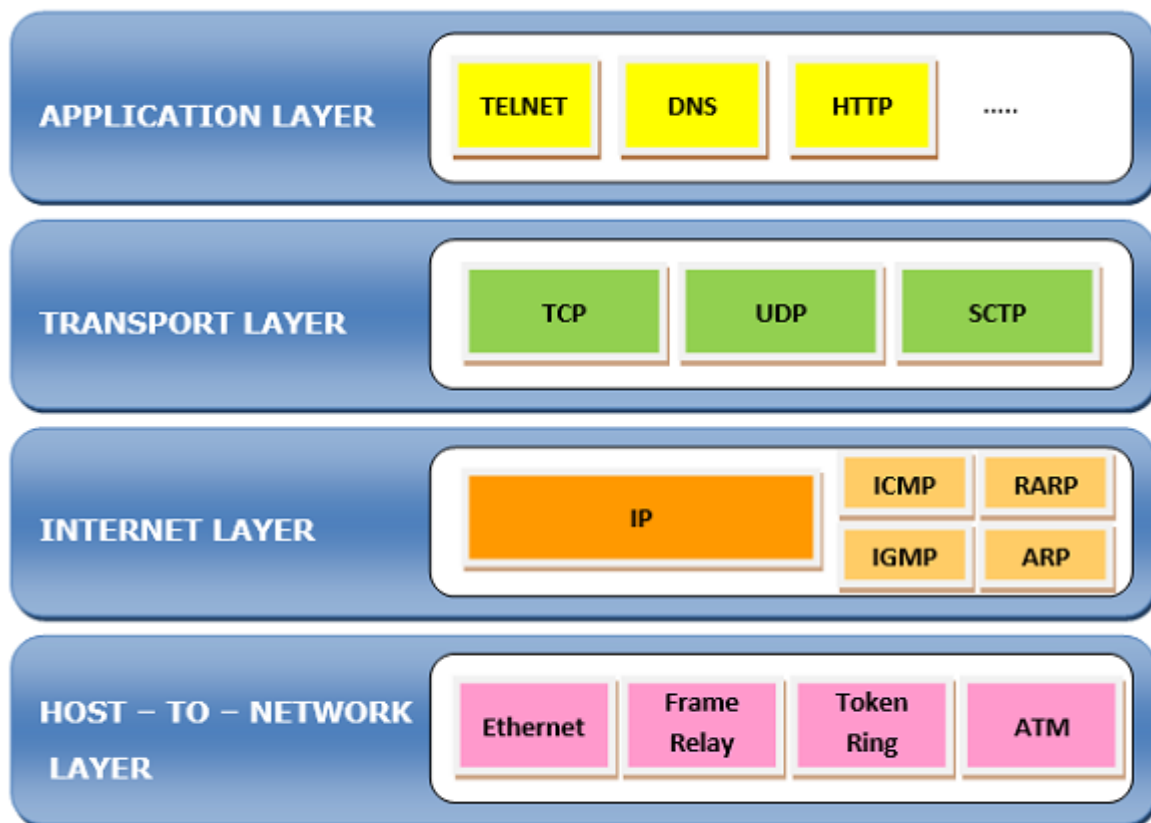 APPLICATION LAYER
TELNET
DNS
HTTP
.....
TRANSPORT LAYER
TCP
UDP
SCTP
INTERNET LAYER
IP
ICMP
RARP
IGMP
ARP
HOST – TO – NETWORK
LAYER
Ethernet
Frame
Relay
Token
Ring
ATM